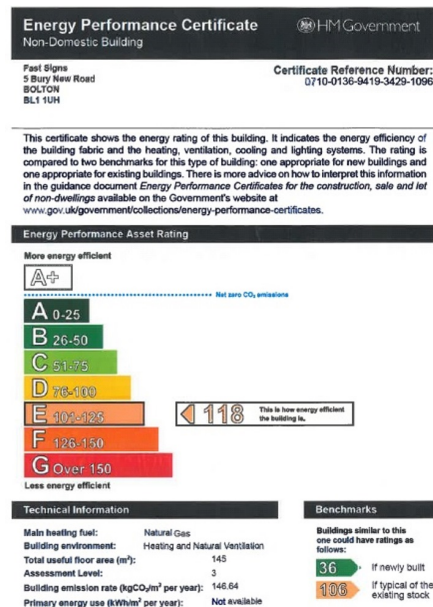 Energy Performance Certificate
HM Government
Non-Domestic Building
Fast Signs
5 Bury New Road
BOLTON
BL1 1UH
Certificate Reference Number:
0710-0136-9419-3429-1096
This certificate shows the energy rating of this building. It indicates the energy efficiency of
the building fabric and the heating, ventilation, cooling and lighting systems. The rating is
compared to two benchmarks for this type of building: one appropriate for new buildings and
one appropriate for existing buildings. There is more advice on how to interpret this information
in the guidance document Energy Performance Certificates for the construction, sale and let
of non-dwellings available on the Government's website at
www.gov.uk/government/collections/energy-performance-certificates.
Energy Performance Asset Rating
More energy efficient
A+
Net zero CO₂ emissions
A 0-25
B 26-50
C 51-75
D 76-100
E 101-125
118
This is how energy efficient
the building is.
F 126-150
G Over 150
Less energy efficient
Technical Information
Main heating fuel: Natural Gas
Building environment: Heating and Natural Ventilation
Total useful floor area (m²): 145
Assessment Level: 3
Building emission rate (kgCO₂/m² per year): 146.64
Primary energy use (kWh/m² per year): Not available
Benchmarks
Buildings similar to this
one could have ratings as
follows:
36 If newly built
106 If typical of the
existing stock